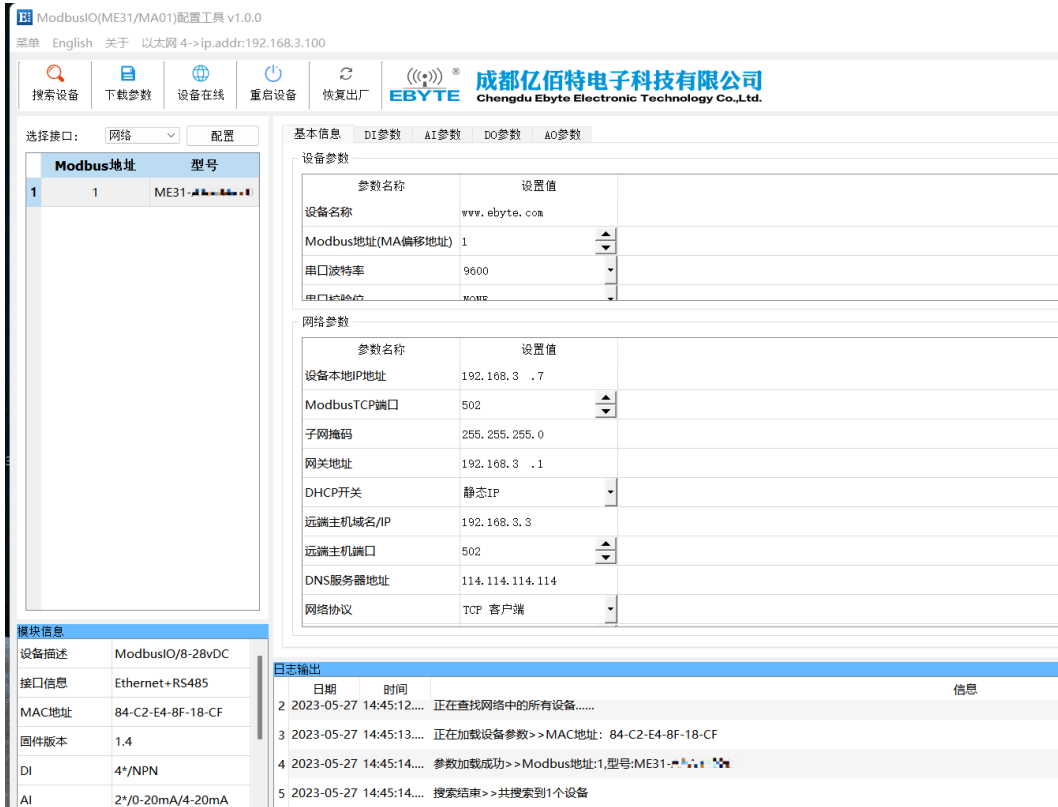 ModbusIO(ME31/MA01)配置工具 v1.0.0
菜单 English 关于 以太网 4->ip.addr:192.168.3.100
搜索设备 下载参数 设备在线 重启设备 恢复出厂 EBYTE ® 成都亿佰特电子科技有限公司
Chengdu Ebyte Electronic Technology Co.,Ltd.
选择接口: 网络 配置
Modbus地址 型号
1 1 ME31-
基本信息 DI参数 AI参数 DO参数 AO参数
设备参数
参数名称 设置值
设备名称 www.ebyte.com
Modbus地址(MA偏移地址) 1
串口波特率 9600
串口校验位 NONE
网络参数
参数名称 设置值
设备本地IP地址 192.168.3 .7
ModbusTCP端口 502
子网掩码 255.255.255.0
网关地址 192.168.3 .1
DHCP开关 静态IP
远端主机域名/IP 192.168.3.3
远端主机端口 502
DNS服务器地址 114.114.114.114
网络协议 TCP 客户端
模块信息
设备描述 ModbusIO/8-28vDC
接口信息 Ethernet+RS485
MAC地址 84-C2-E4-8F-18-CF
固件版本 1.4
DI 4*/NPN
AI 2*/0-20mA/4-20mA
日志输出
日期 时间 信息
2 2023-05-27 14:45:12.... 正在查找网络中的所有设备......
3 2023-05-27 14:45:13.... 正在加载设备参数>>MAC地址: 84-C2-E4-8F-18-CF
4 2023-05-27 14:45:14.... 参数加载成功>>Modbus地址:1,型号:ME31-
5 2023-05-27 14:45:14.... 搜索结束>>共搜索到1个设备